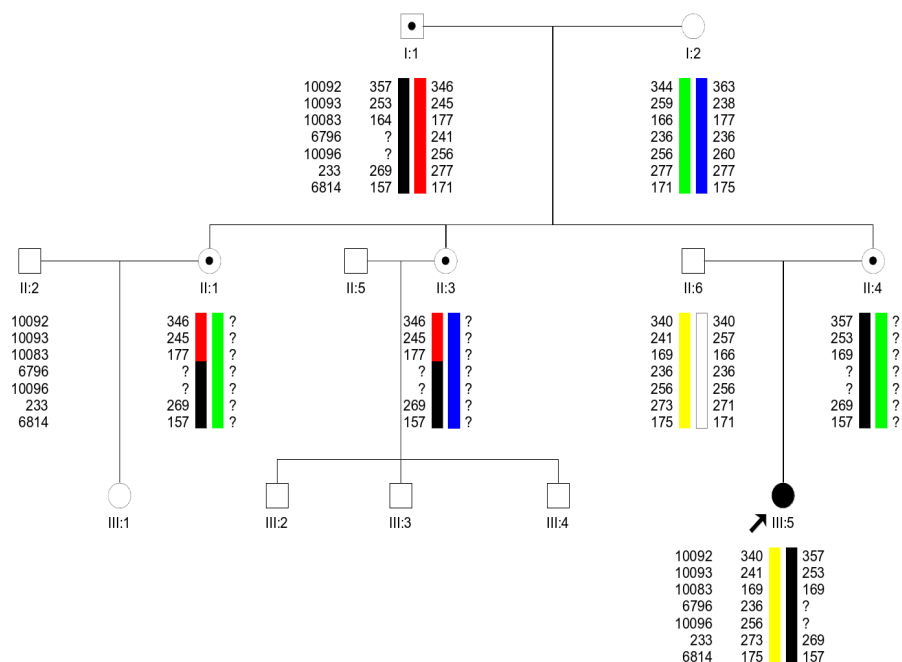 I:1 I:2
10092 357 346 344 363
10093 253 245 259 238
10083 164 177 166 177
6796 ? 241 236 236
10096 ? 256 256 260
233 269 277 277 277
6814 157 171 171 175
II:2 II:1 II:5 II:3 II:6 II:4
10092 346 ? 346 ? 340 340 357 ?
10093 245 ? 245 ? 241 257 253 ?
10083 177 ? 177 ? 169 166 169 ?
6796 ? ? ? ? 236 236 ? ?
10096 ? ? ? ? 256 256 ? ?
233 269 ? 269 ? 273 271 269 ?
6814 157 ? 157 ? 175 171 157 ?
III:1 III:2 III:3 III:4 III:5
10092 340 357
10093 241 253
10083 169 169
6796 236 ?
10096 256 ?
233 273 269
6814 175 157